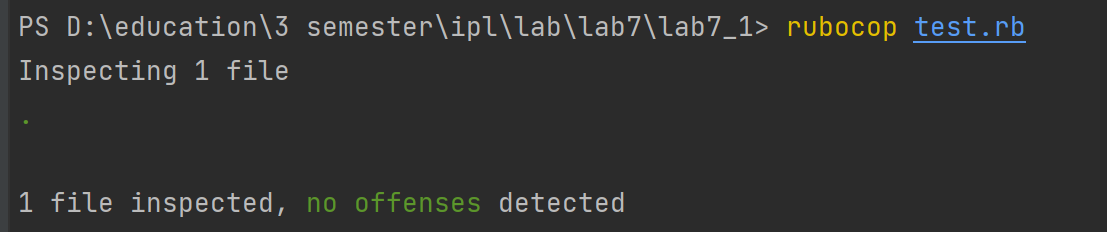 PS D:\education\3 semester\ipl\lab\lab7\lab7_1> rubocop test.rb
Inspecting 1 file
.
1 file inspected, no offenses detected